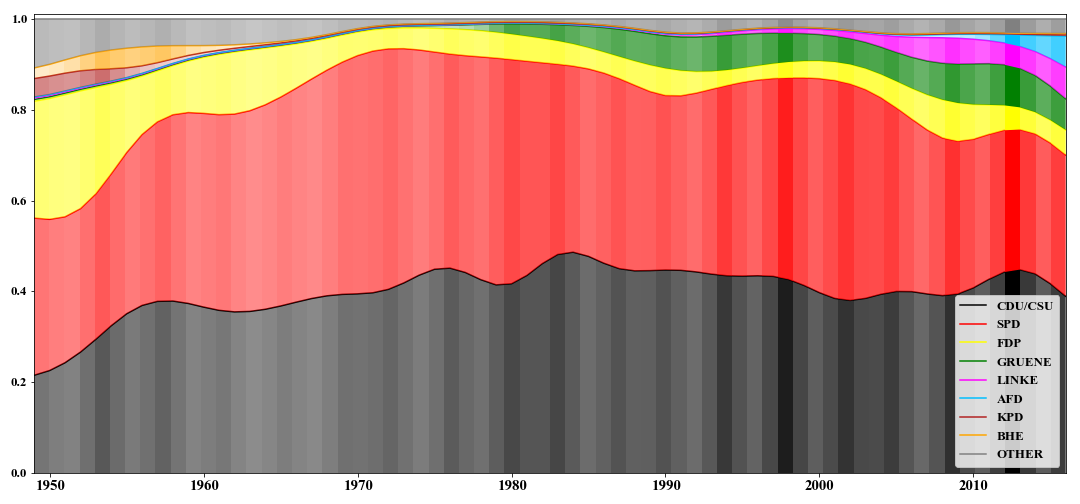 1.0
0.8
0.6
0.4
0.2
0.0
1950 1960 1970 1980 1990 2000 2010
CDU/CSU
SPD
FDP
GRUENE
LINKE
AFD
KPD
BHE
OTHER